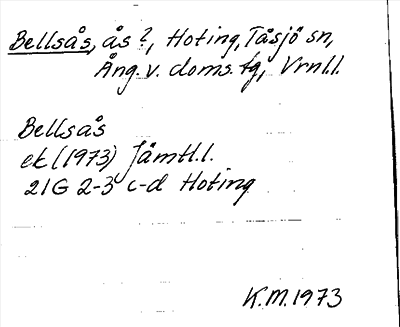 Bellsås, ås?, Hoting, Tåsjö sn,
Ång. v. doms. tg, Vrnl.l.
Bellsås
ek (1973) Jämtl.l.
21G 2-3 c-d Hoting
K.M. 1973